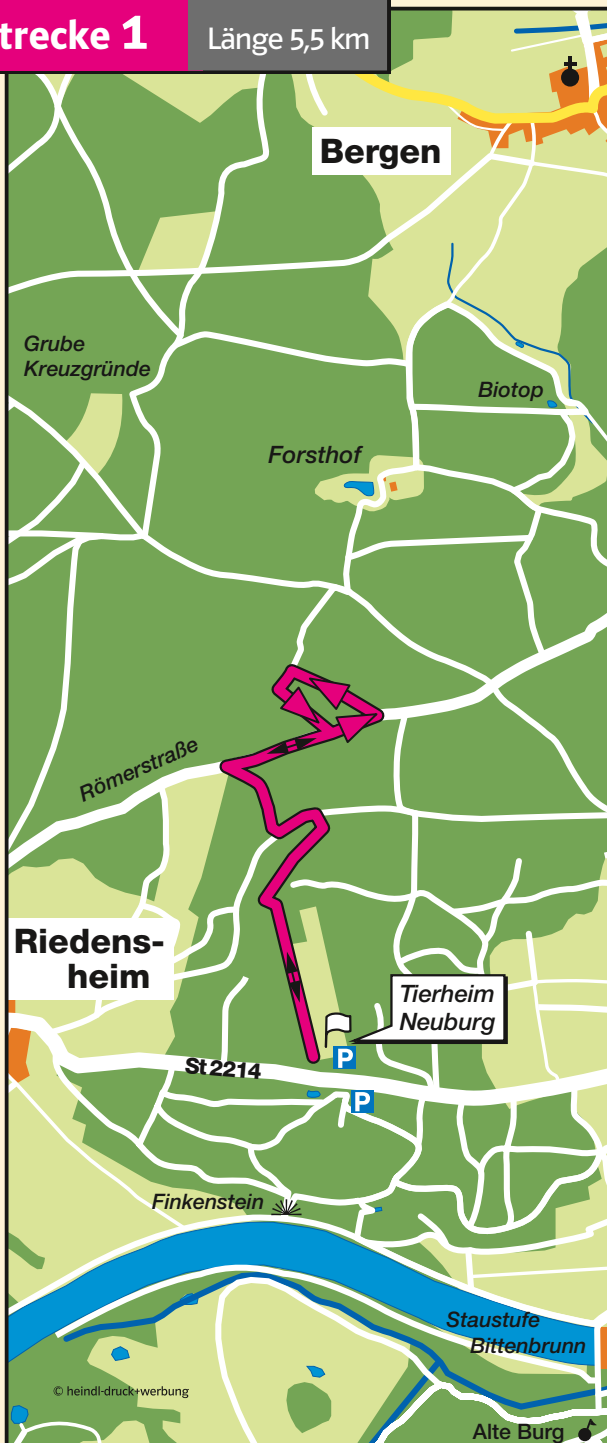 trecke 1
Länge 5,5 km
Bergen
Grube
Kreuzgründe
Biotop
Forsthof
Römerstraße
Riedens-
heim
Tierheim
Neuburg
P
St 2214
P
Finkenstein
Staustufe
Bittenbrunn
© heindl-druck+werbung
Alte Burg